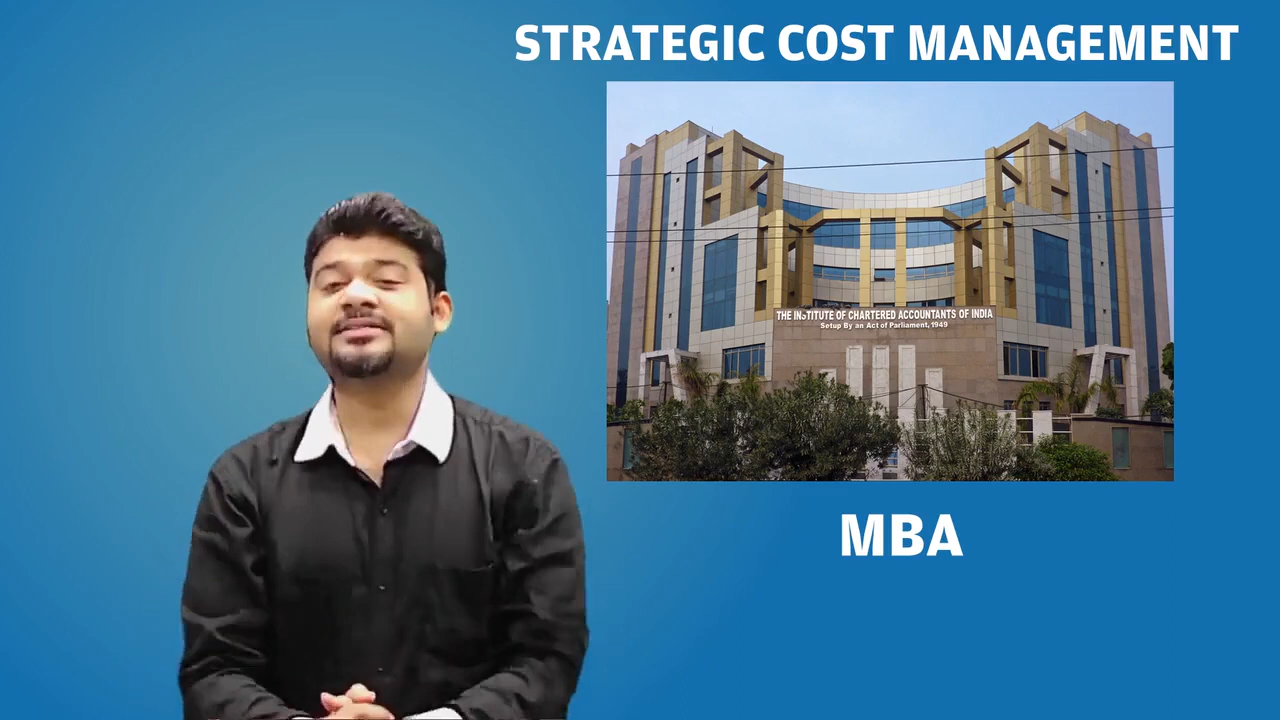 STRATEGIC COST MANAGEMENT
THE INSTITUTE OF CHARTERED ACCOUNTANTS OF INDIA
Setup By an Act of Parliament, 1949
MBA